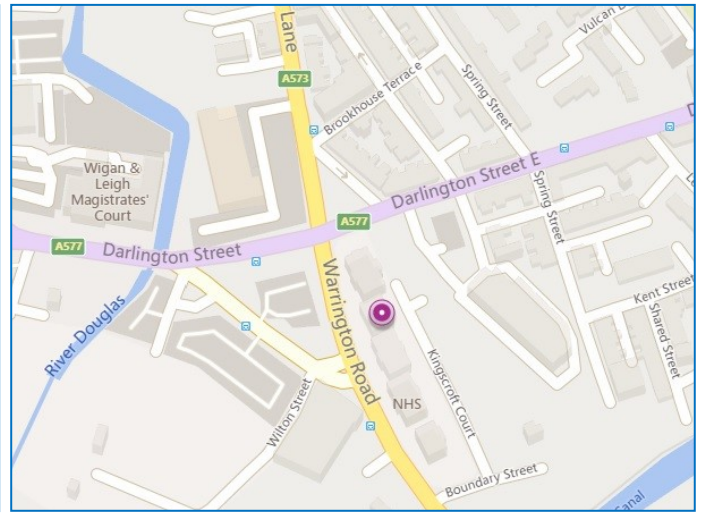 Lane
Vulcan
A573
Brookhouse Terrace
Spring Street
Wigan &
Leigh
Magistrates'
Court
Darlington Street E
A577
Spring Street
A577
Darlington Street
Warrington Road
Kent Street
River Douglas
Shared Street
Kingscroft Court
NHS
Wilton Street
Boundary Street
Canal